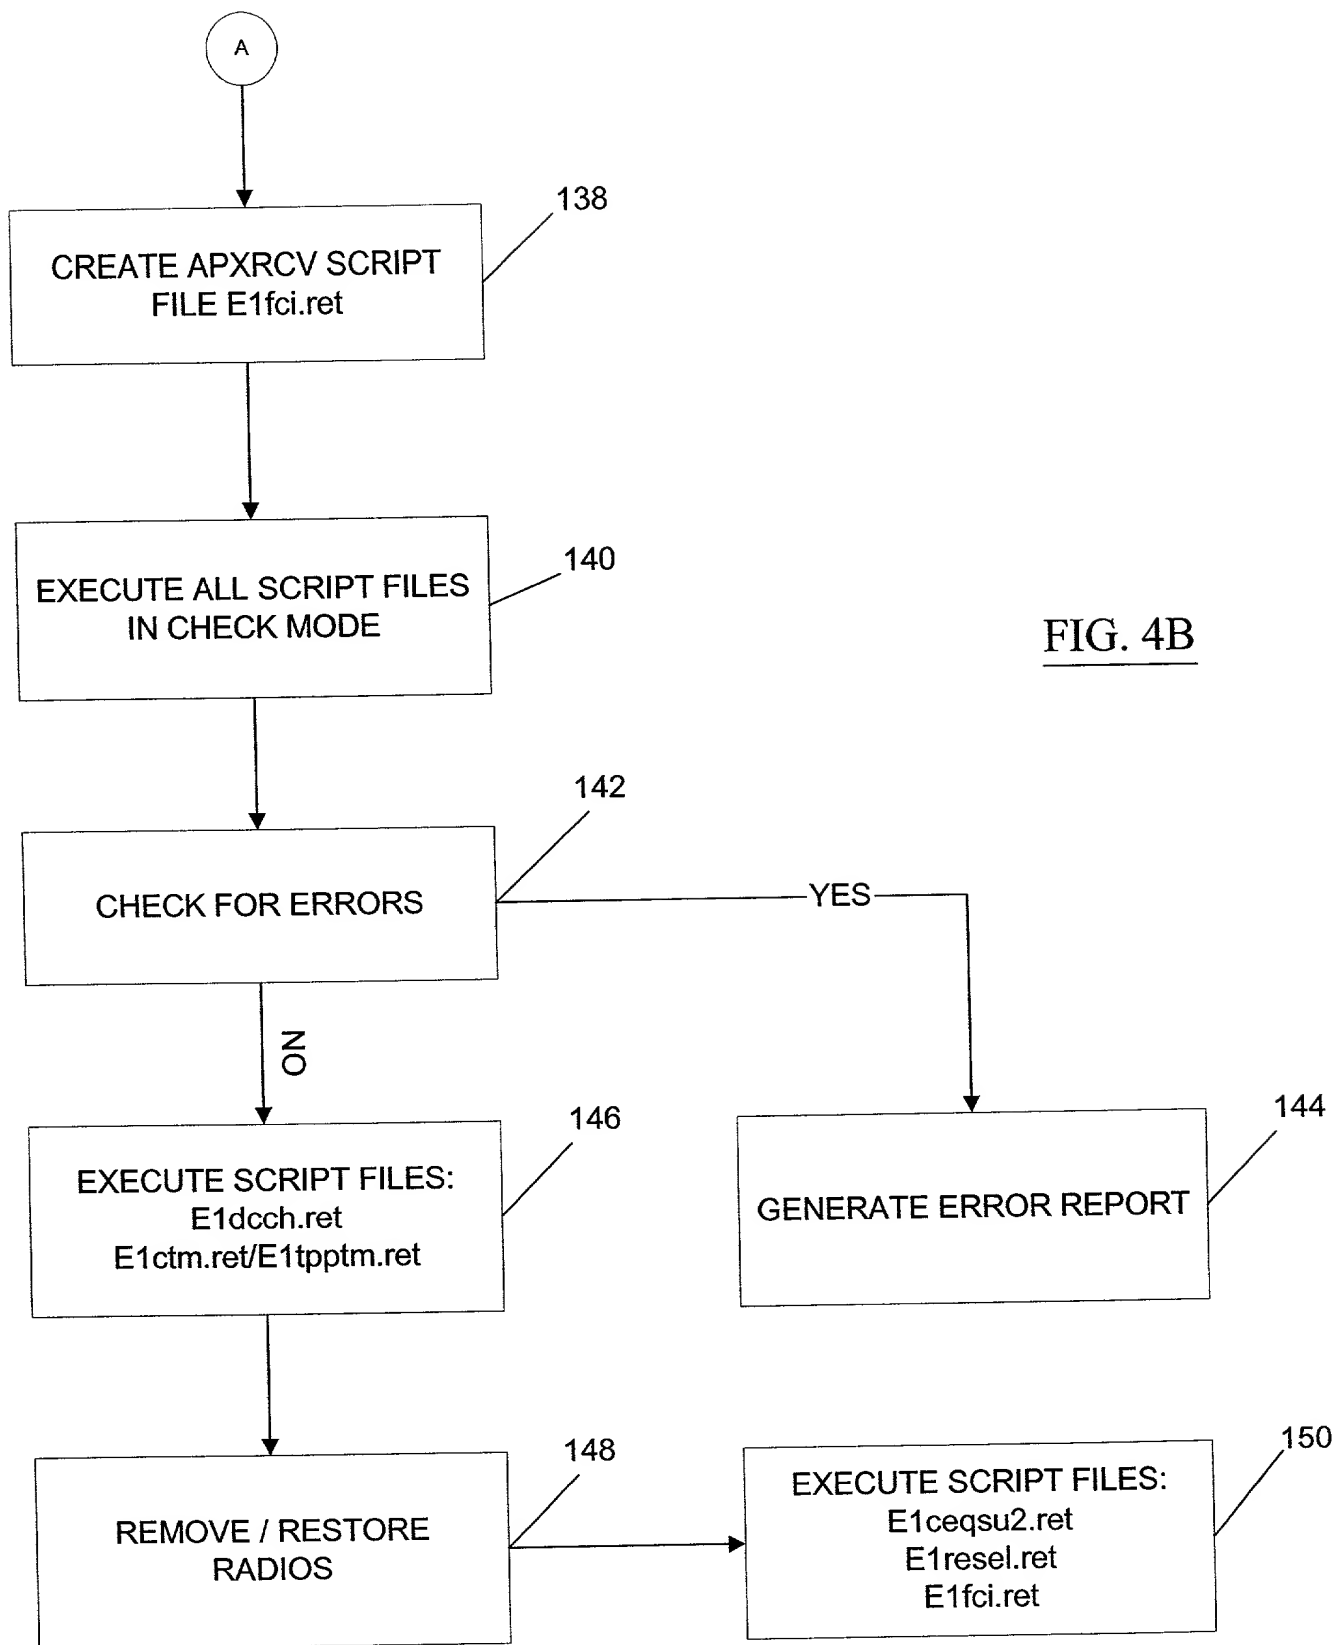 A
138
CREATE APXRCV SCRIPT
FILE E1fci.ret
140
EXECUTE ALL SCRIPT FILES
IN CHECK MODE
FIG. 4B
142
CHECK FOR ERRORS
YES
NO
146
EXECUTE SCRIPT FILES:
E1dcch.ret
E1ctm.ret/E1tpptm.ret
144
GENERATE ERROR REPORT
148
REMOVE / RESTORE
RADIOS
150
EXECUTE SCRIPT FILES:
E1ceqsu2.ret
E1resel.ret
E1fci.ret